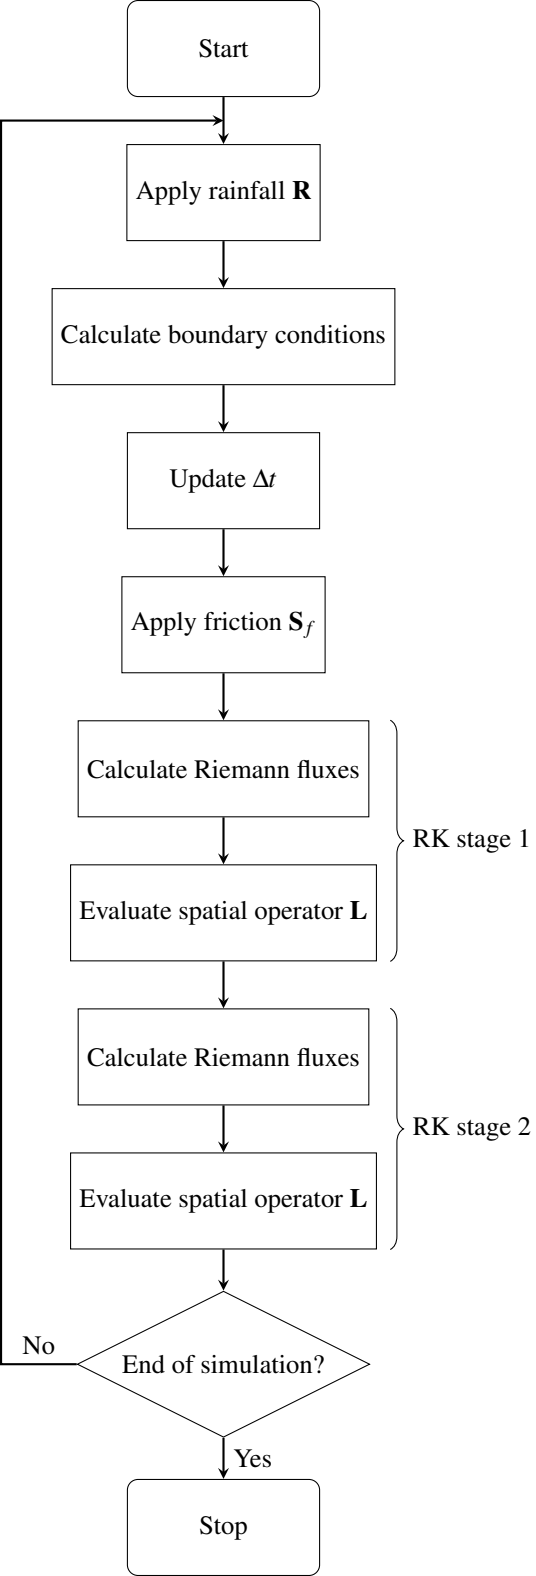 Start
Apply rainfall R
Calculate boundary conditions
Update Δt
Apply friction S_f
Calculate Riemann fluxes
RK stage 1
Evaluate spatial operator L
Calculate Riemann fluxes
RK stage 2
Evaluate spatial operator L
No
End of simulation?
Yes
Stop